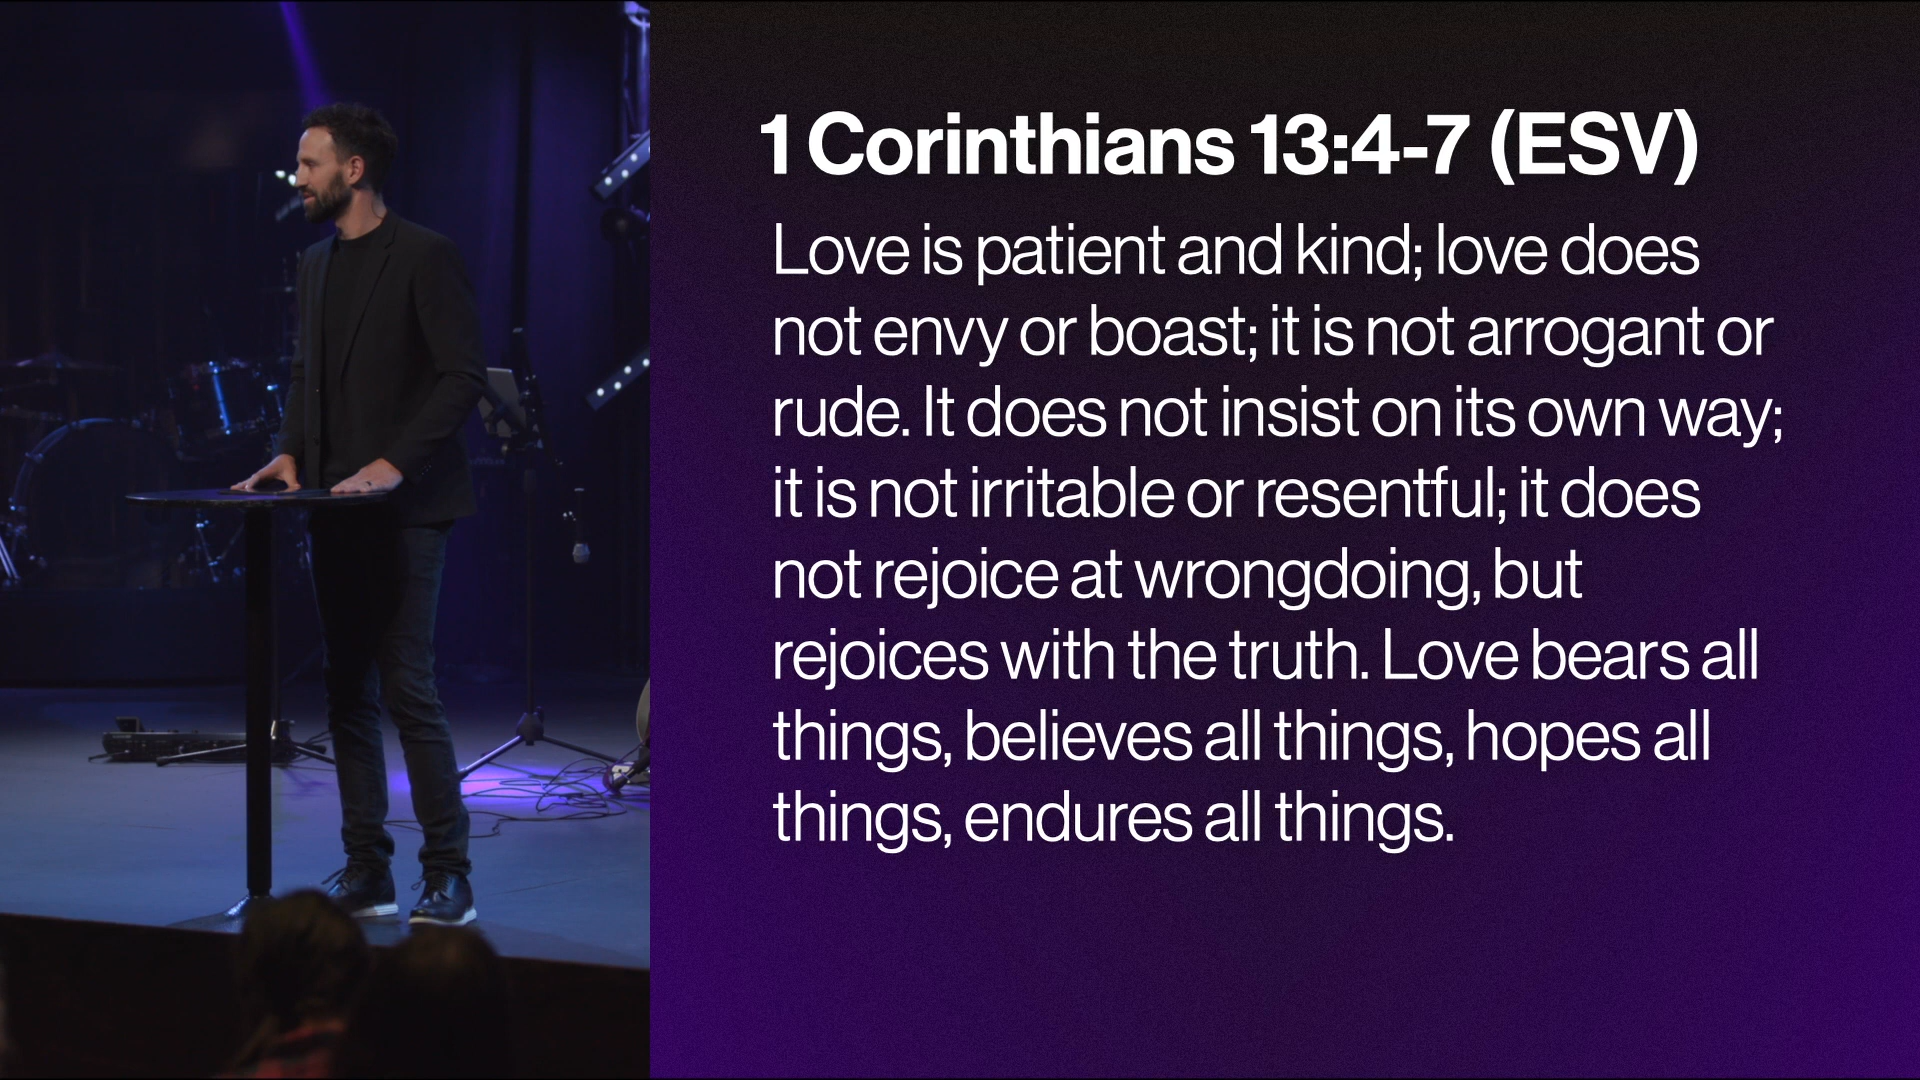 1 Corinthians 13:4-7 (ESV)
Love is patient and kind; love does
not envy or boast; it is not arrogant or
rude. It does not insist on its own way;
it is not irritable or resentful; it does
not rejoice at wrongdoing, but
rejoices with the truth. Love bears all
things, believes all things, hopes all
things, endures all things.